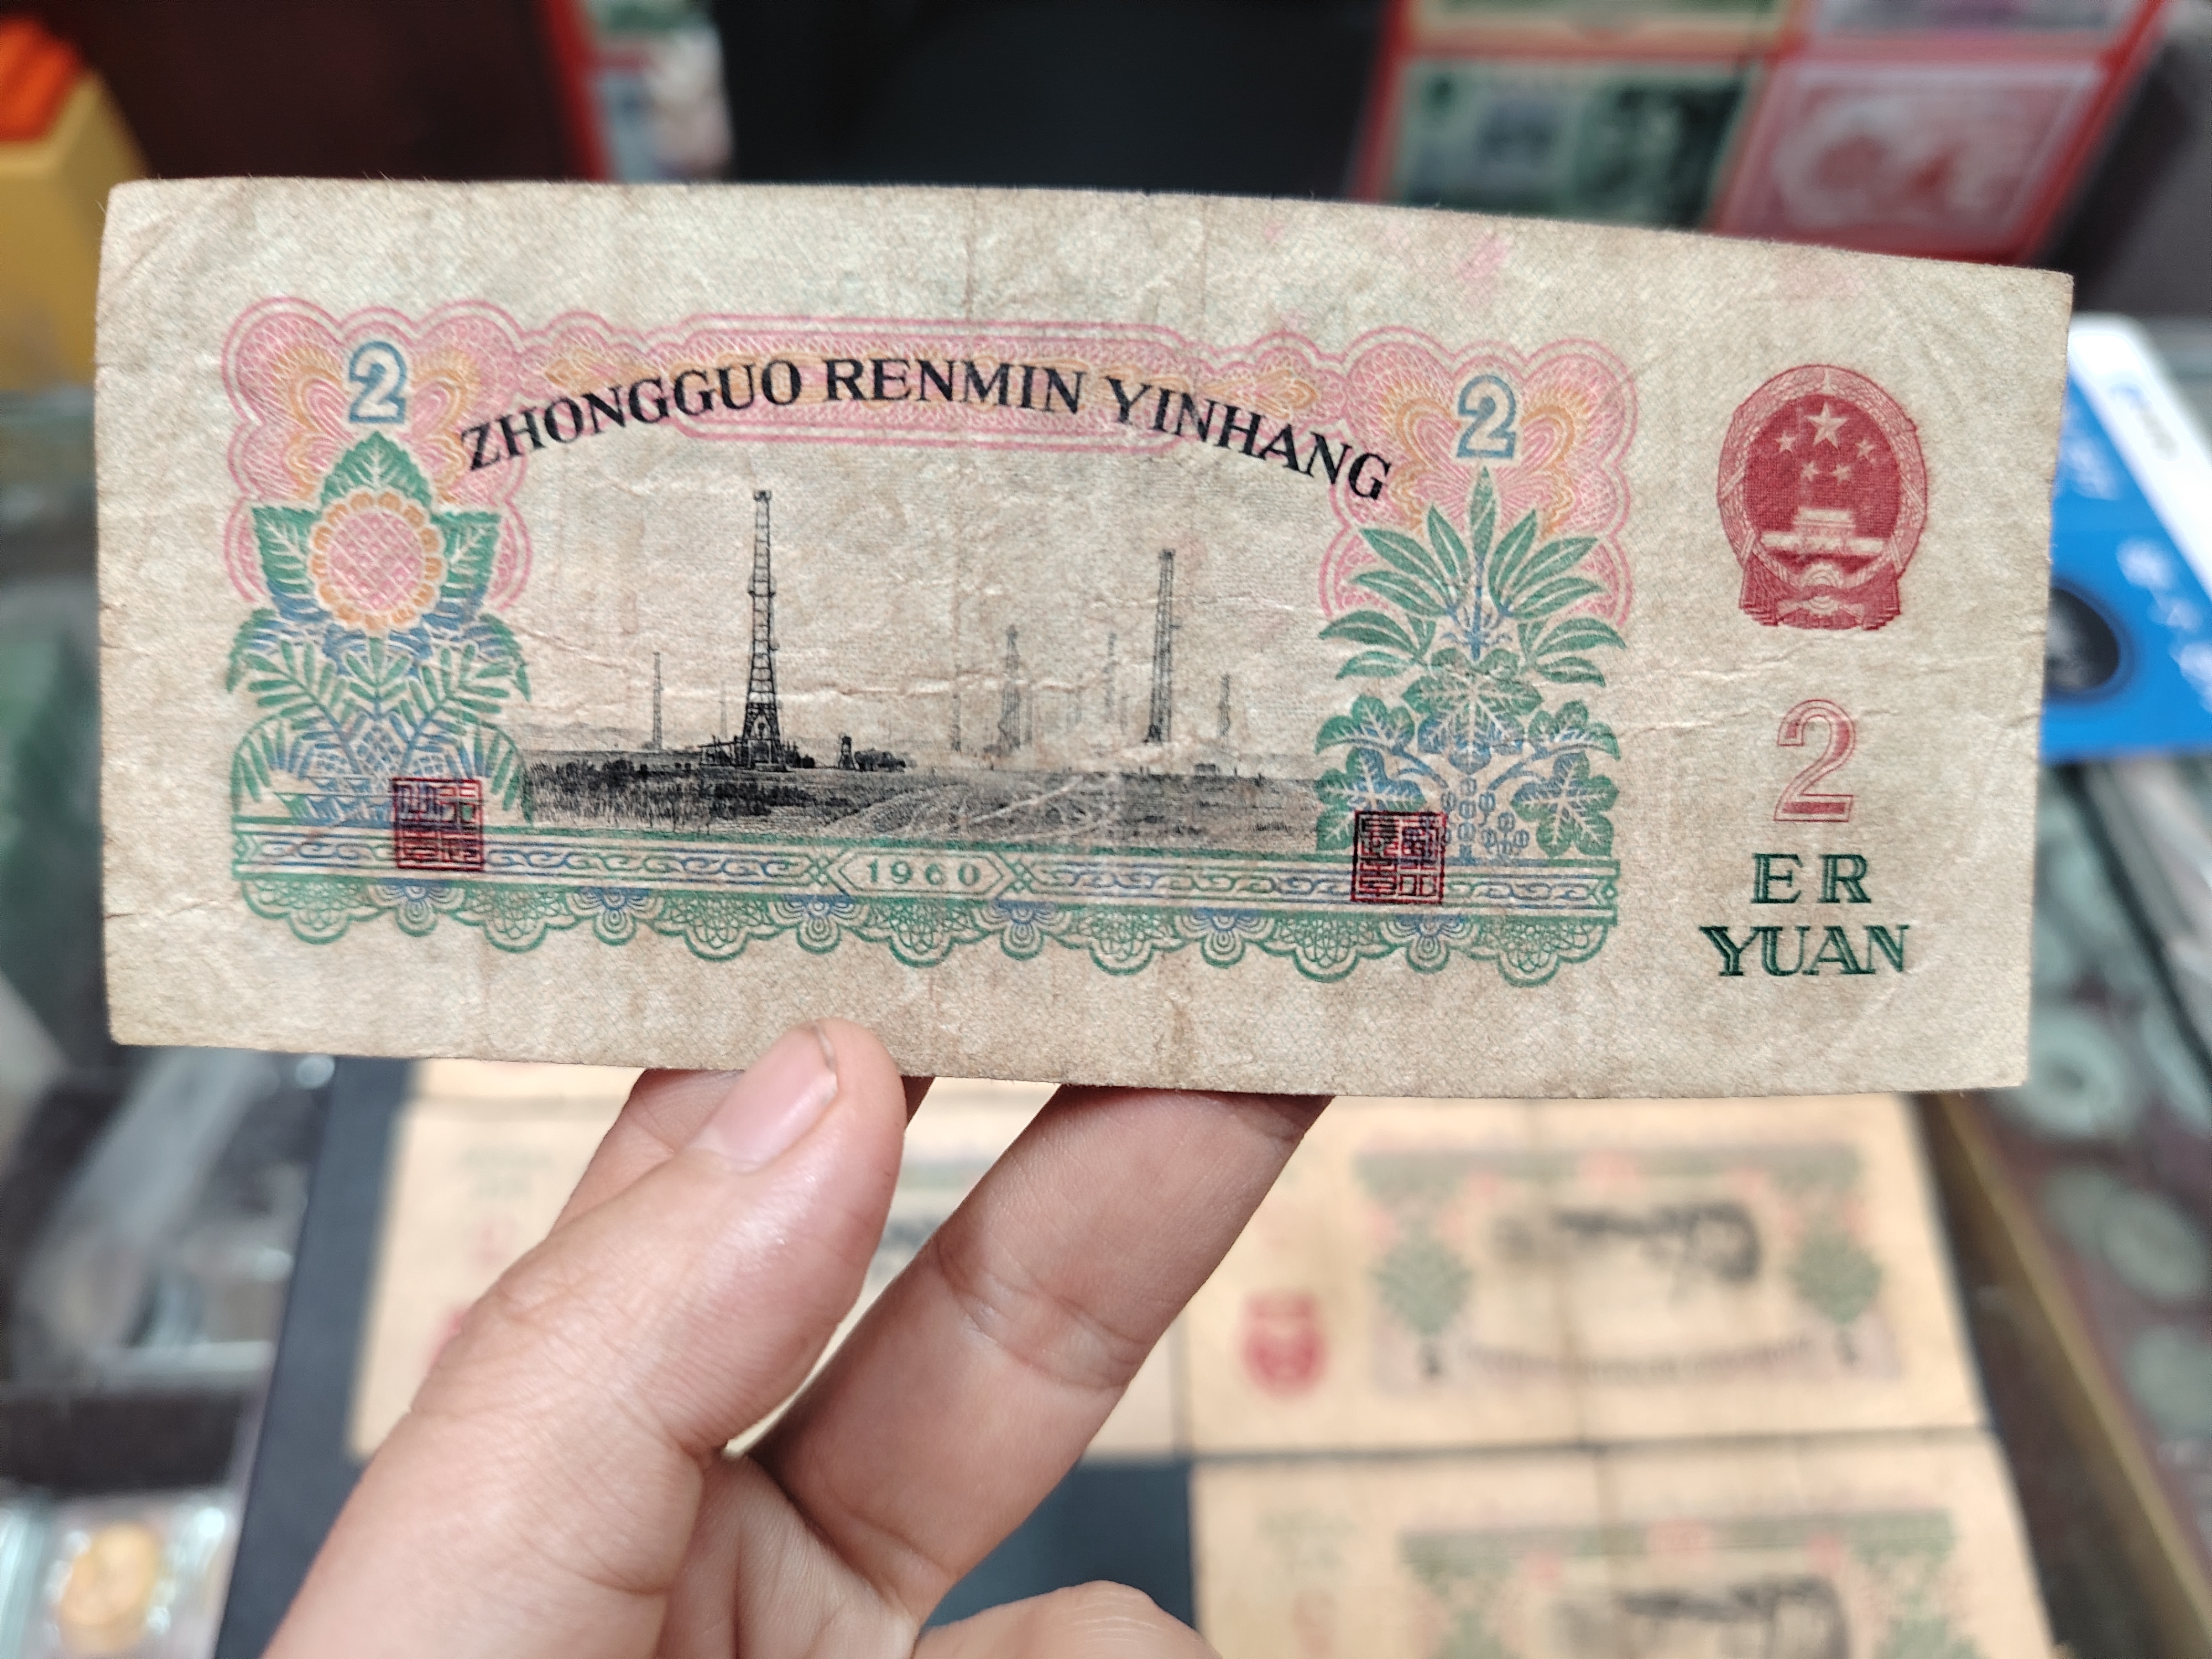 2
2
ZHONGGUO RENMIN YINHANG
1960
2
ER
YUAN